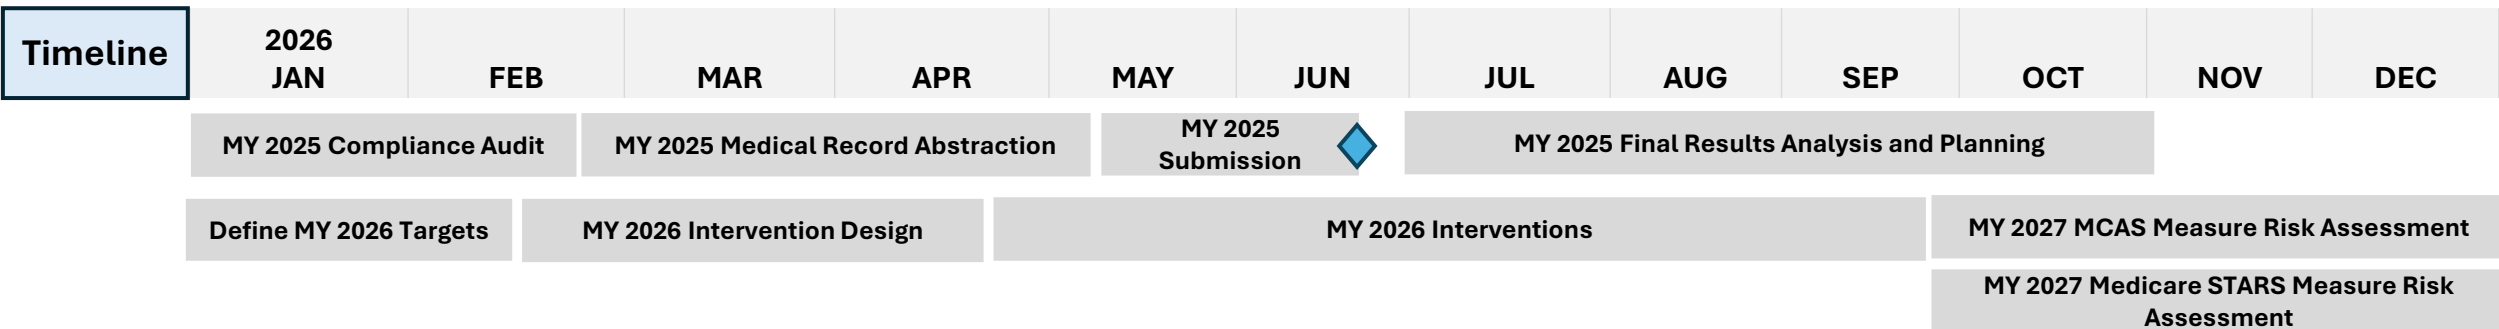 Timeline
2026
JAN
FEB
MAR
APR
MAY
JUN
JUL
AUG
SEP
OCT
NOV
DEC
MY 2025 Compliance Audit
MY 2025 Medical Record Abstraction
MY 2025
Submission
MY 2025 Final Results Analysis and Planning
Define MY 2026 Targets
MY 2026 Intervention Design
MY 2026 Interventions
MY 2027 MCAS Measure Risk Assessment
MY 2027 Medicare STARS Measure Risk
Assessment